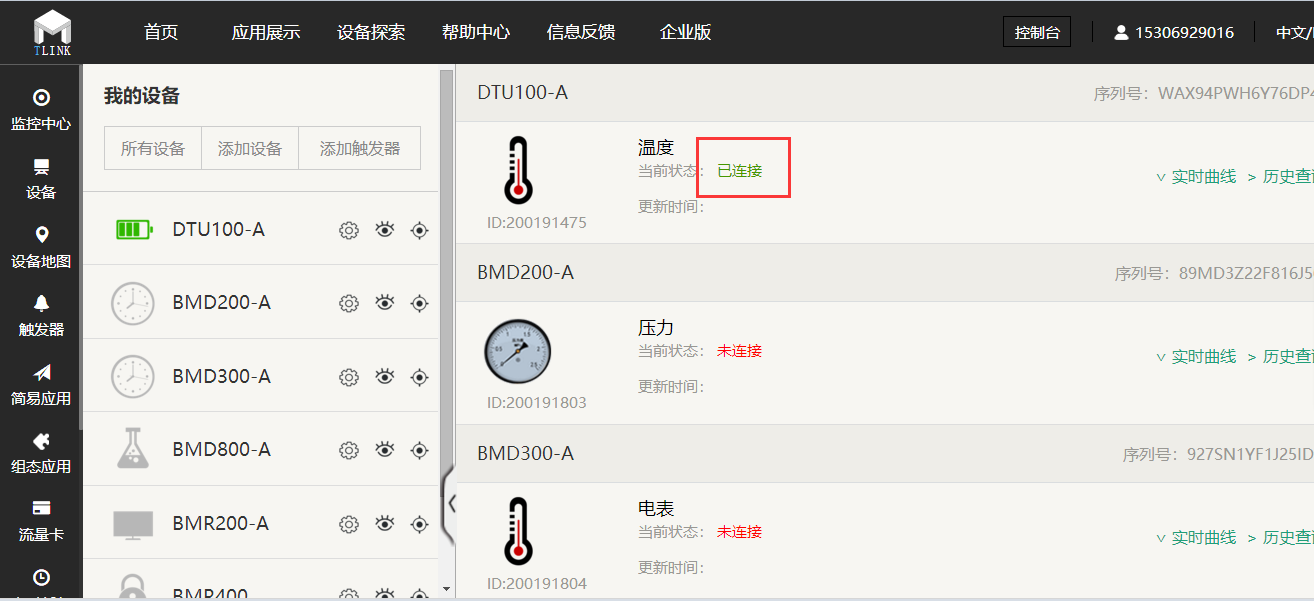 TLINK
首页
应用展示
设备探索
帮助中心
信息反馈
企业版
控制台
15306929016
中文/
监控中心
设备
设备地图
触发器
简易应用
组态应用
流量卡
我的设备
所有设备
添加设备
添加触发器
DTU100-A
BMD200-A
BMD300-A
BMD800-A
BMR200-A
BMR400
DTU100-A
序列号: WAX94PWH6Y76DP4
温度
当前状态: 已连接
更新时间:
ID:200191475
∨ 实时曲线 > 历史查询
BMD200-A
序列号: 89MD3Z22F816J5
压力
当前状态: 未连接
更新时间:
ID:200191803
∨ 实时曲线 > 历史查询
BMD300-A
序列号: 927SN1YF1J25ID
电表
当前状态: 未连接
更新时间:
ID:200191804
∨ 实时曲线 > 历史查询